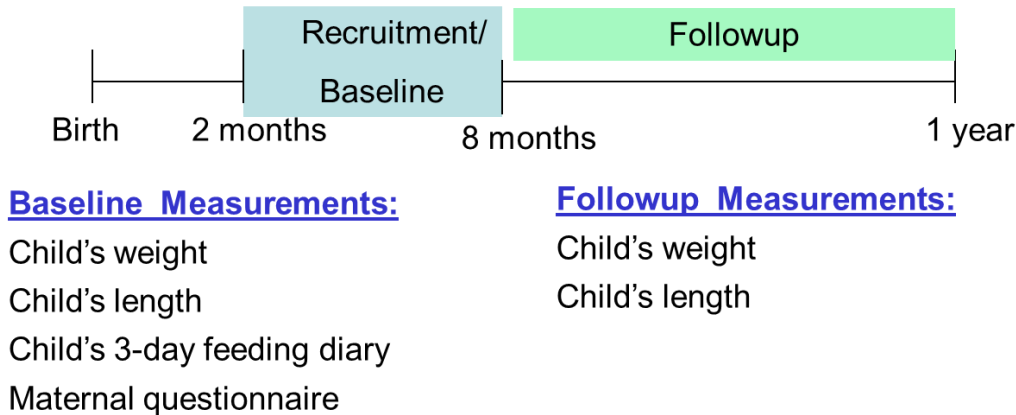 Recruitment/
Baseline
Followup
Birth
2 months
8 months
1 year
Baseline Measurements:
Child’s weight
Child’s length
Child’s 3-day feeding diary
Maternal questionnaire
Followup Measurements:
Child’s weight
Child’s length